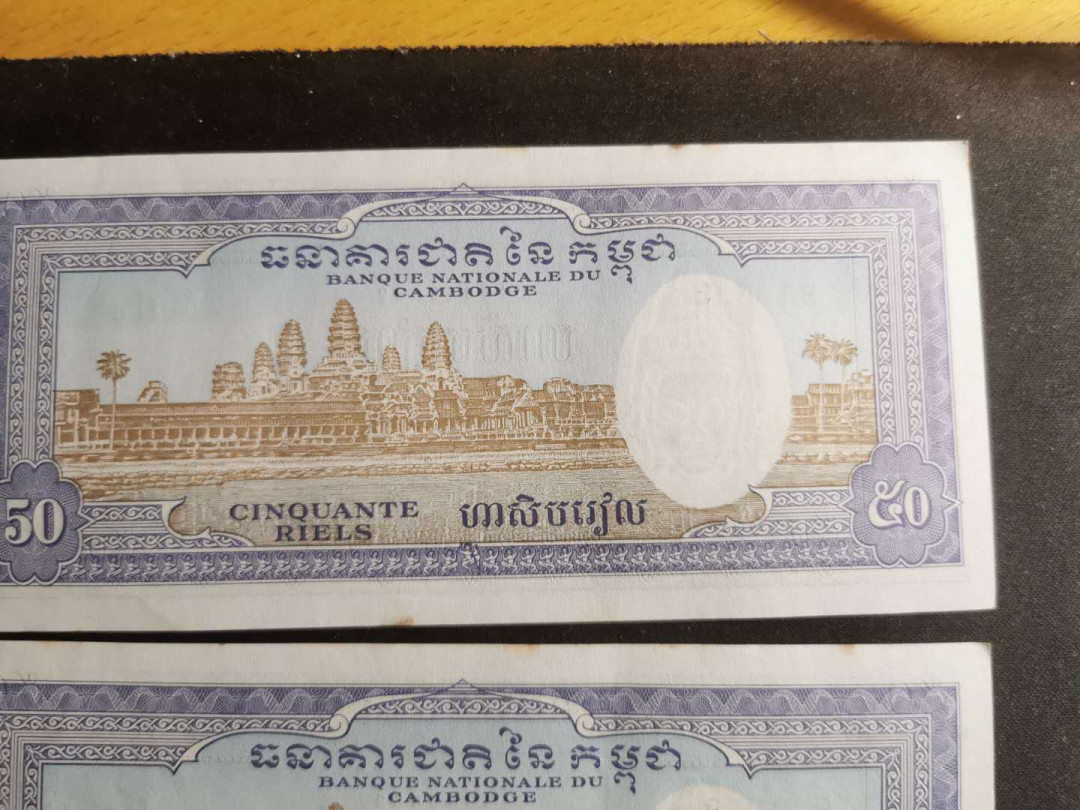 ធនាគារជាតិនៃកម្ពុជា
BANQUE NATIONALE DU
CAMBODGE
CINQUANTE
RIELS
ហាសិបរៀល
50
៥០
ធនាគារជាតិនៃកម្ពុជា
BANQUE NATIONALE DU
CAMBODGE